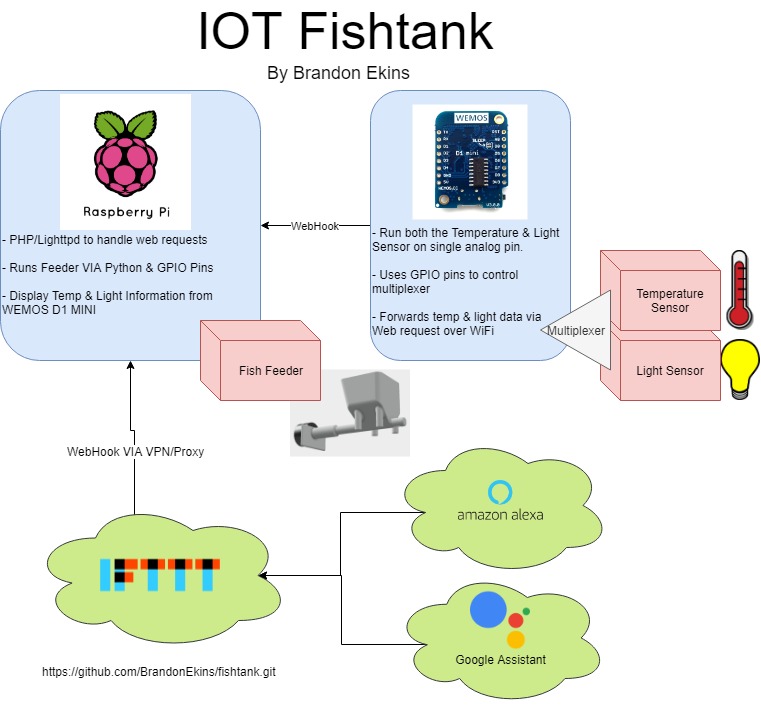 IOT Fishtank
By Brandon Ekins
Raspberry Pi
- PHP/Lighttpd to handle web requests
- Runs Feeder VIA Python & GPIO Pins
- Display Temp & Light Information from
WEMOS D1 MINI
WebHook
WEMOS
D1 mini
- Run both the Temperature & Light
Sensor on single analog pin.
- Uses GPIO pins to control
multiplexer
- Forwards temp & light data via
Web request over WiFi
Multiplexer
Temperature
Sensor
Light Sensor
Fish Feeder
WebHook VIA VPN/Proxy
amazon alexa
IFTTT
Google Assistant
https://github.com/BrandonEkins/fishtank.git